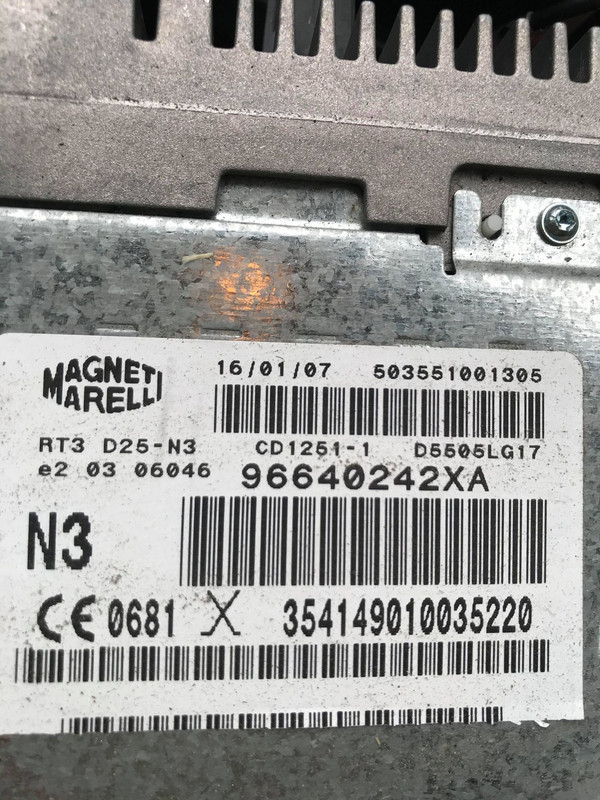 MAGNETI
MARELLI
16/01/07 503551001305
RT3 D25-N3 CD1251-1 D5505LG17
e2 03 06046 96640242XA
N3
CE 0681 354149010035220